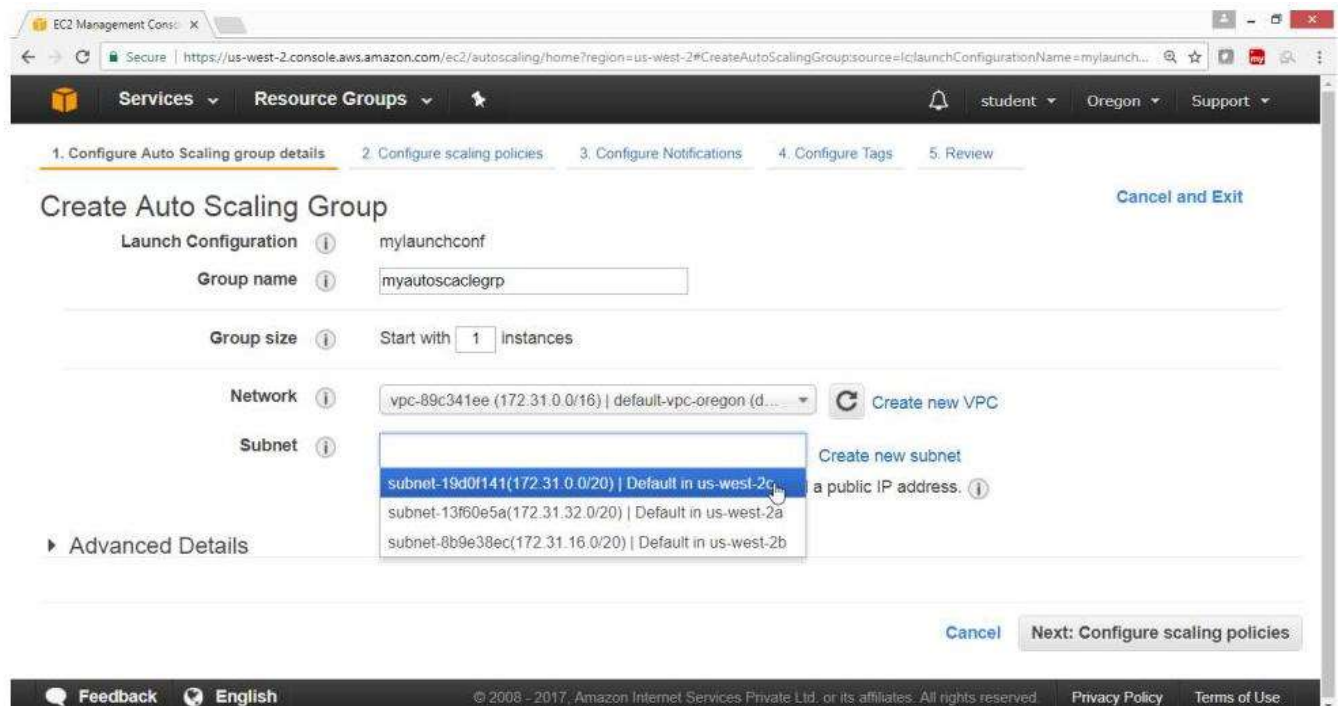 EC2 Management Consc
Secure | https://us-west-2.console.aws.amazon.com/ec2/autoscaling/home?region=us-west-2#CreateAutoScalingGroup:source=lc;launchConfigurationName=mylaunch...
my
Services Resource Groups student Oregon Support
1. Configure Auto Scaling group details 2. Configure scaling policies 3. Configure Notifications 4. Configure Tags 5. Review
Create Auto Scaling Group Cancel and Exit
Launch Configuration mylaunchconf
Group name myautoscaclegrp
Group size Start with 1 instances
Network vpc-89c341ee (172.31.0.0/16) | default-vpc-oregon (d... Create new VPC
Subnet Create new subnet
subnet-19d0f141(172.31.0.0/20) | Default in us-west-2c a public IP address.
subnet-13f60e5a(172.31.32.0/20) | Default in us-west-2a
subnet-8b9e38ec(172.31.16.0/20) | Default in us-west-2b
Advanced Details
Cancel Next: Configure scaling policies
Feedback English © 2008 - 2017, Amazon Internet Services Private Ltd. or its affiliates. All rights reserved. Privacy Policy Terms of Use